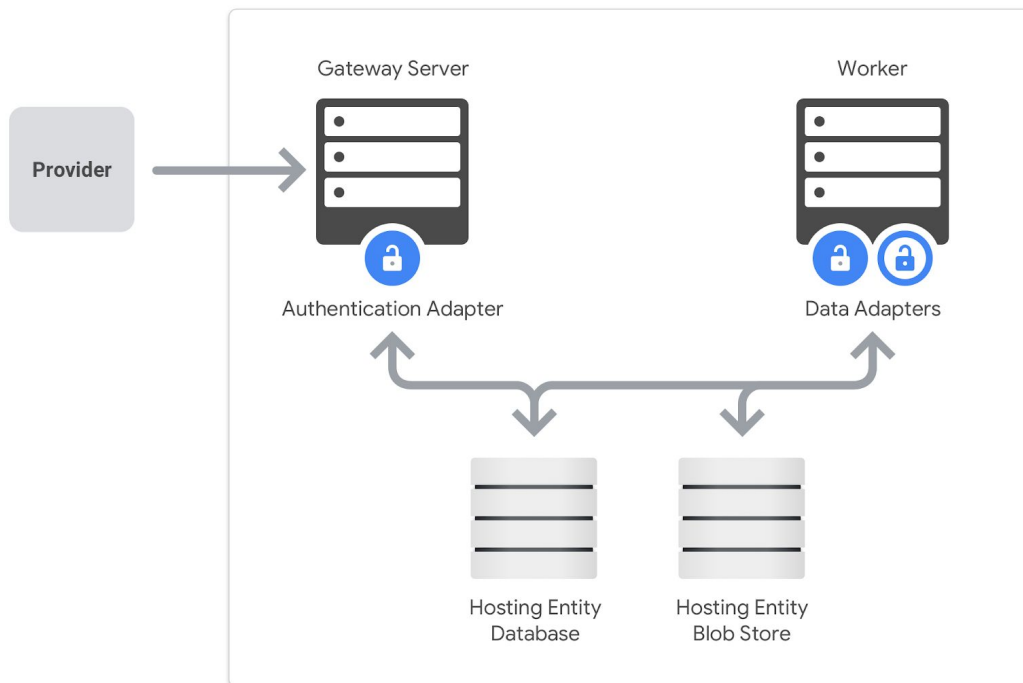 Gateway Server
Worker
Provider
Authentication Adapter
Data Adapters
Hosting Entity
Database
Hosting Entity
Blob Store